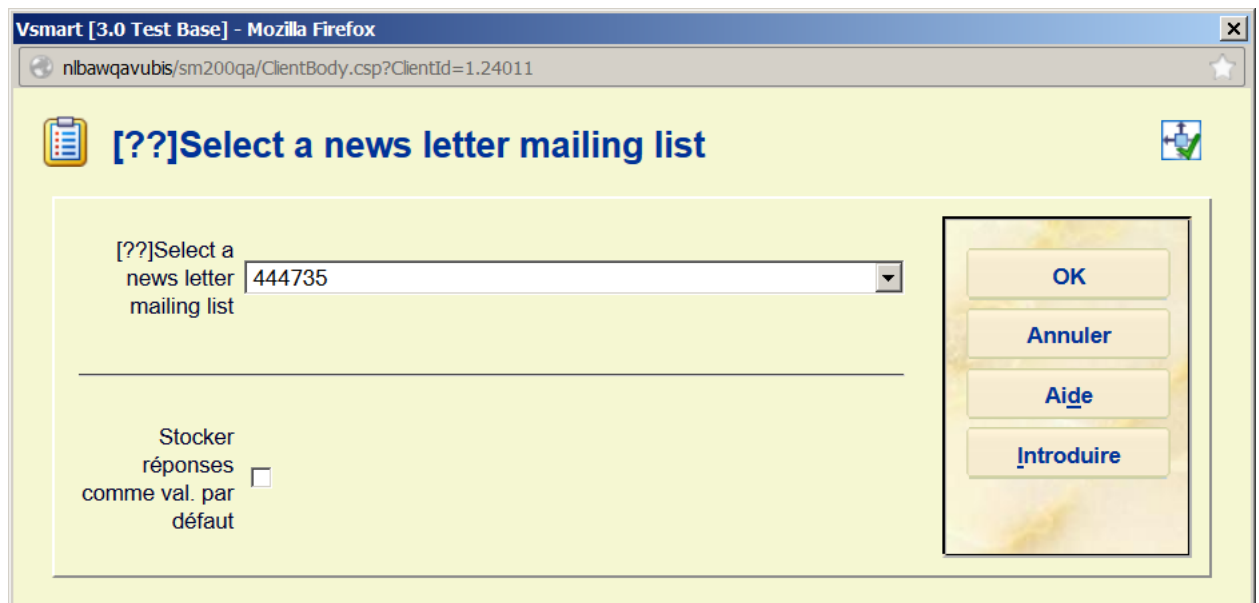 Vsmart [3.0 Test Base] - Mozilla Firefox
nlbawqavubis/sm200qa/ClientBody.csp?ClientId=1.24011
[??]Select a news letter mailing list
[??]Select a
news letter
mailing list
444735
OK
Annuler
Aide
Introduire
Stocker
réponses
comme val. par
défaut